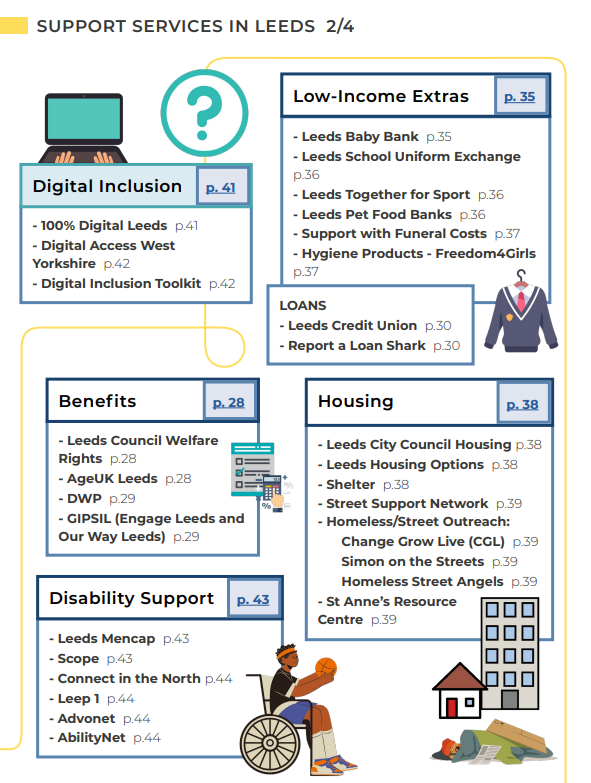 SUPPORT SERVICES IN LEEDS 2/4
Low-Income Extras p. 35
- Leeds Baby Bank p.35
- Leeds School Uniform Exchange
p.36
- Leeds Together for Sport p.36
- Leeds Pet Food Banks p.36
- Support with Funeral Costs p.37
- Hygiene Products - Freedom4Girls
p.37
LOANS
- Leeds Credit Union p.30
- Report a Loan Shark p.30
Digital Inclusion p. 41
- 100% Digital Leeds p.41
- Digital Access West
Yorkshire p.42
- Digital Inclusion Toolkit p.42
Benefits p. 28
- Leeds Council Welfare
Rights p.28
- AgeUK Leeds p.28
- DWP p.29
- GIPSIL (Engage Leeds and
Our Way Leeds) p.29
Housing p. 38
- Leeds City Council Housing p.38
- Leeds Housing Options p.38
- Shelter p.38
- Street Support Network p.39
- Homeless/Street Outreach:
Change Grow Live (CGL) p.39
Simon on the Streets p.39
Homeless Street Angels p.39
- St Anne's Resource
Centre p.39
Disability Support p. 43
- Leeds Mencap p.43
- Scope p.43
- Connect in the North p.44
- Leep 1 p.44
- Advonet p.44
- AbilityNet p.44